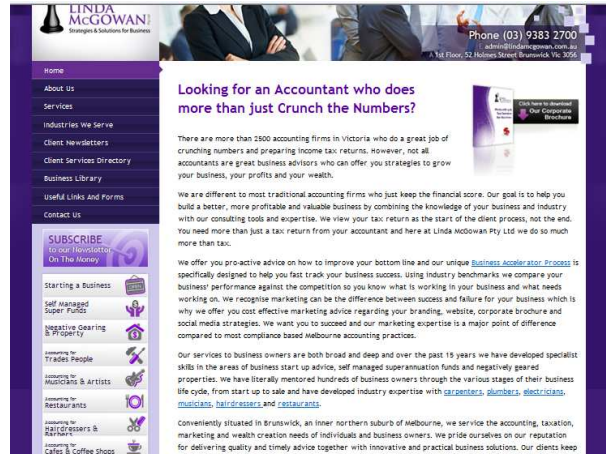 LINDA
MCGOWAN
Strategies & Solutions for Business
Phone (03) 9383 2700
E admin@lindamcgowan.com.au
A 1st Floor, 52 Holmes Street Brunswick Vic 3056
Home
About Us
Services
Industries We Serve
Client Newsletters
Client Services Directory
Business Library
Useful Links And Forms
Contact Us
SUBSCRIBE
to our Newsletter
On The Money
Starting a Business
Self Managed
Super Funds
Negative Gearing
& Property
Accounting for
Trades People
Accounting for
Musicians & Artists
Accounting for
Restaurants
Accounting for
Hairdressers &
Barbers
Accounting for
Cafes & Coffee Shops
Looking for an Accountant who does
more than just Crunch the Numbers?
Click here to download
Our Corporate
Brochure
There are more than 2500 accounting firms in Victoria who do a great job of
crunching numbers and preparing income tax returns. However, not all
accountants are great business advisors who can offer you strategies to grow
your business, your profits and your wealth.
We are different to most traditional accounting firms who just keep the financial score. Our goal is to help you
build a better, more profitable and valuable business by combining the knowledge of your business and industry
with our consulting tools and expertise. We view your tax return as the start of the client process, not the end.
You need more than just a tax return from your accountant and here at Linda McGowan Pty Ltd we do so much
more than tax.
We offer you pro-active advice on how to improve your bottom line and our unique Business Accelerator Process is
specifically designed to help you fast track your business success. Using industry benchmarks we compare your
business' performance against the competition so you know what is working in your business and what needs
working on. We recognise marketing can be the difference between success and failure for your business which is
why we offer you cost effective marketing advice regarding your branding, website, corporate brochure and
social media strategies. We want you to succeed and our marketing expertise is a major point of difference
compared to most compliance based Melbourne accounting practices.
Our services to business owners are both broad and deep and over the past 15 years we have developed specialist
skills in the areas of business start up advice, self managed superannuation funds and negatively geared
properties. We have literally mentored hundreds of business owners through the various stages of their business
life cycle, from start up to sale and have developed industry expertise with carpenters, plumbers, electricians,
musicians, hairdressers and restaurants.
Conveniently situated in Brunswick, an inner northern suburb of Melbourne, we service the accounting, taxation,
marketing and wealth creation needs of individuals and business owners. We pride ourselves on our reputation
for delivering quality and timely advice together with innovative and practical business solutions. Our clients keep